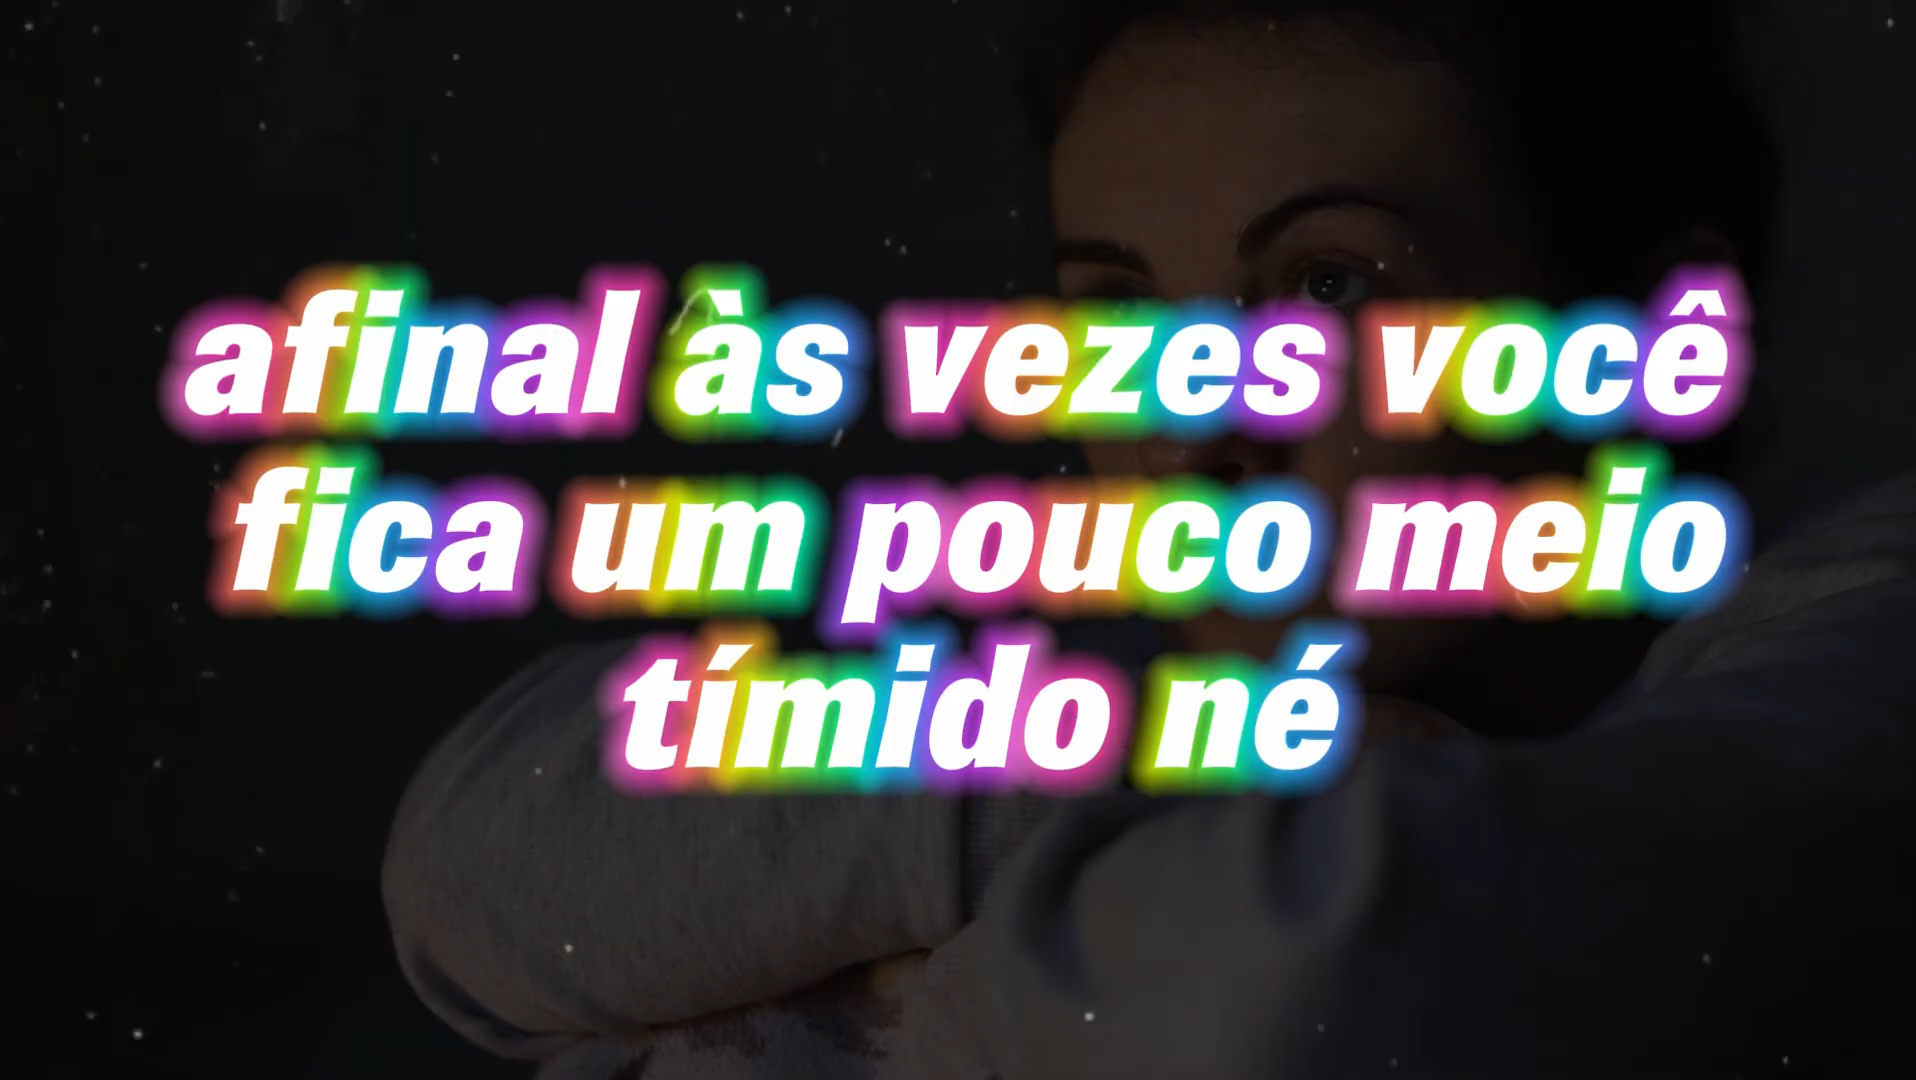 afinal às vezes você
fica um pouco meio
tímido né